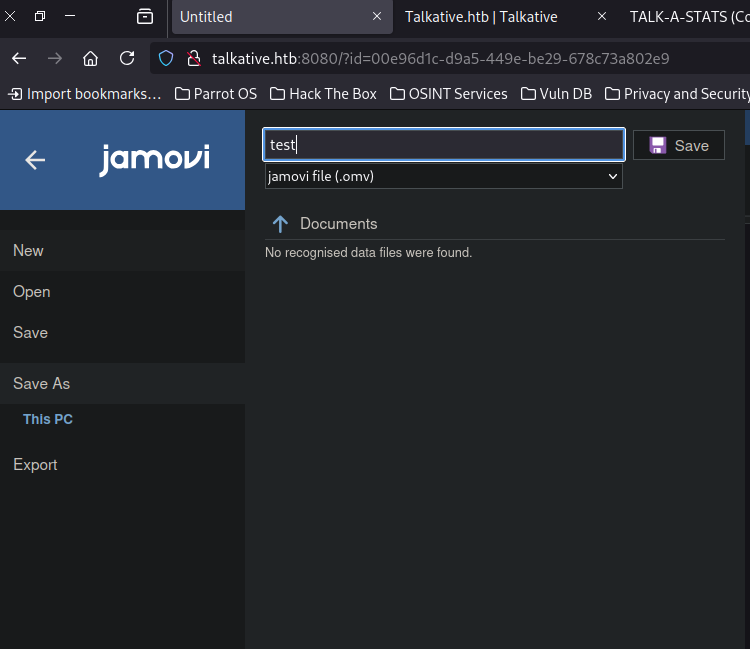 Untitled
Talkative.htb | Talkative
TALK-A-STATS (Co
talkative.htb:8080/?id=00e96d1c-d9a5-449e-be29-678c73a802e9
Import bookmarks...
Parrot OS
Hack The Box
OSINT Services
Vuln DB
Privacy and Security
jamovi
test
Save
jamovi file (.omv)
Documents
No recognised data files were found.
New
Open
Save
Save As
This PC
Export